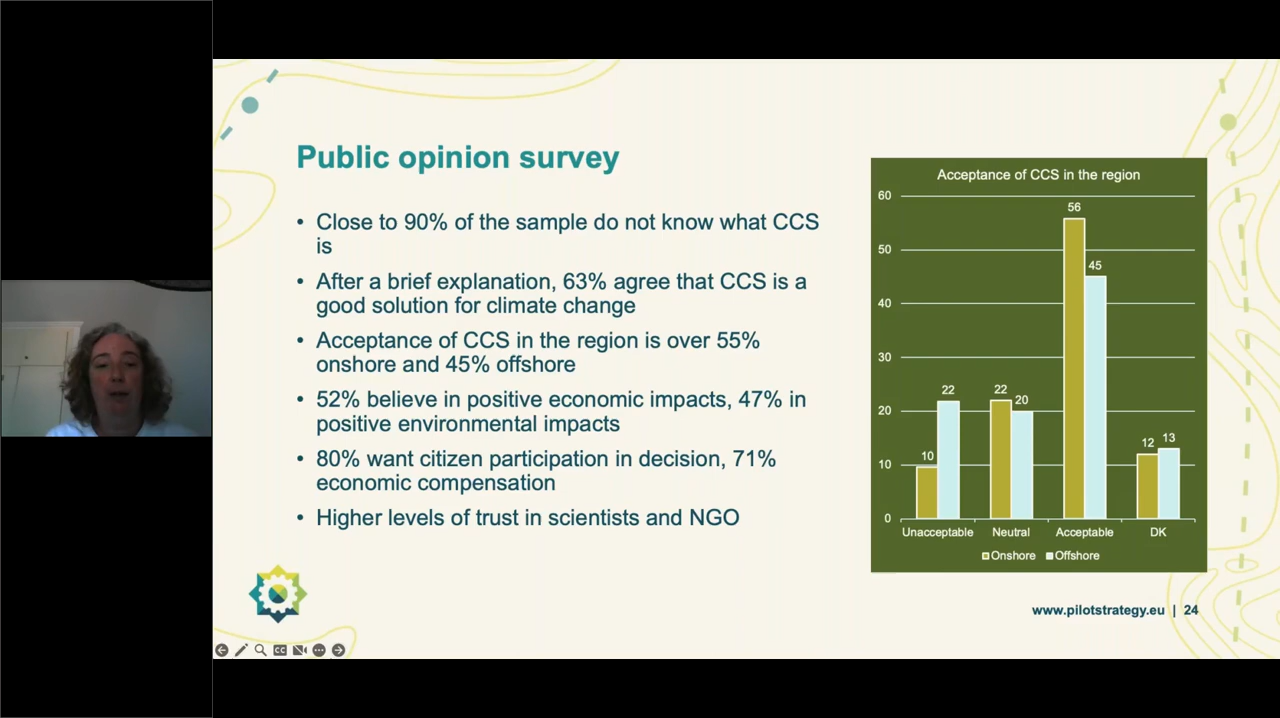 Public opinion survey
• Close to 90% of the sample do not know what CCS
is
• After a brief explanation, 63% agree that CCS is a
good solution for climate change
• Acceptance of CCS in the region is over 55%
onshore and 45% offshore
• 52% believe in positive economic impacts, 47% in
positive environmental impacts
• 80% want citizen participation in decision, 71%
economic compensation
• Higher levels of trust in scientists and NGO
Acceptance of CCS in the region
60
50
40
30
20
10
0
10
22
22
20
56
45
12
13
Unacceptable Neutral Acceptable DK
Onshore Offshore
www.pilotstrategy.eu | 24
CC